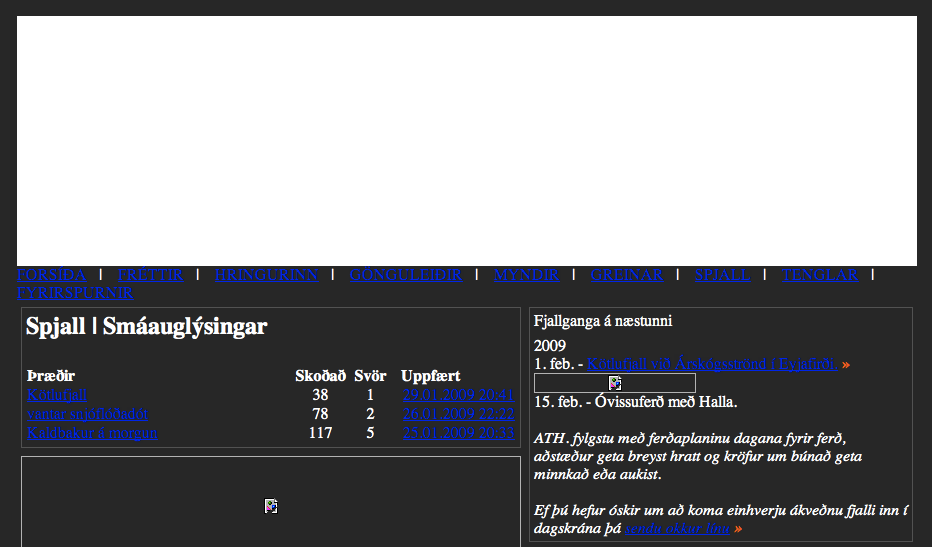 FORSÍÐA | FRÉTTIR | HRINGURINN | GÖNGULEIÐIR | MYNDIR | GREINAR | SPJALL | TENGLAR |
FYRIRSPURNIR
Spjall | Smáauglýsingar
Þræðir Skoðað Svör Uppfært
Kötlufjall 38 1 29.01.2009 20:41
vantar snjóflóðaýli 78 2 26.01.2009 22:22
Kaldbakur á morgun 117 5 25.01.2009 20:33
Fjallganga á næstunni
2009
1. feb. - Kötlufjall við Árskógsströnd í Eyjafirði. »
15. feb. - Óvissuferð með Halla.
ATH. fylgstu með ferðaplaninu dagana fyrir ferð,
aðstæður geta breyst hratt og kröfur um búnað geta
minnkað eða aukist.
Ef þú hefur óskir um að koma einhverju ákveðnu fjalli inn í
dagskrána þá sendu okkur línu »